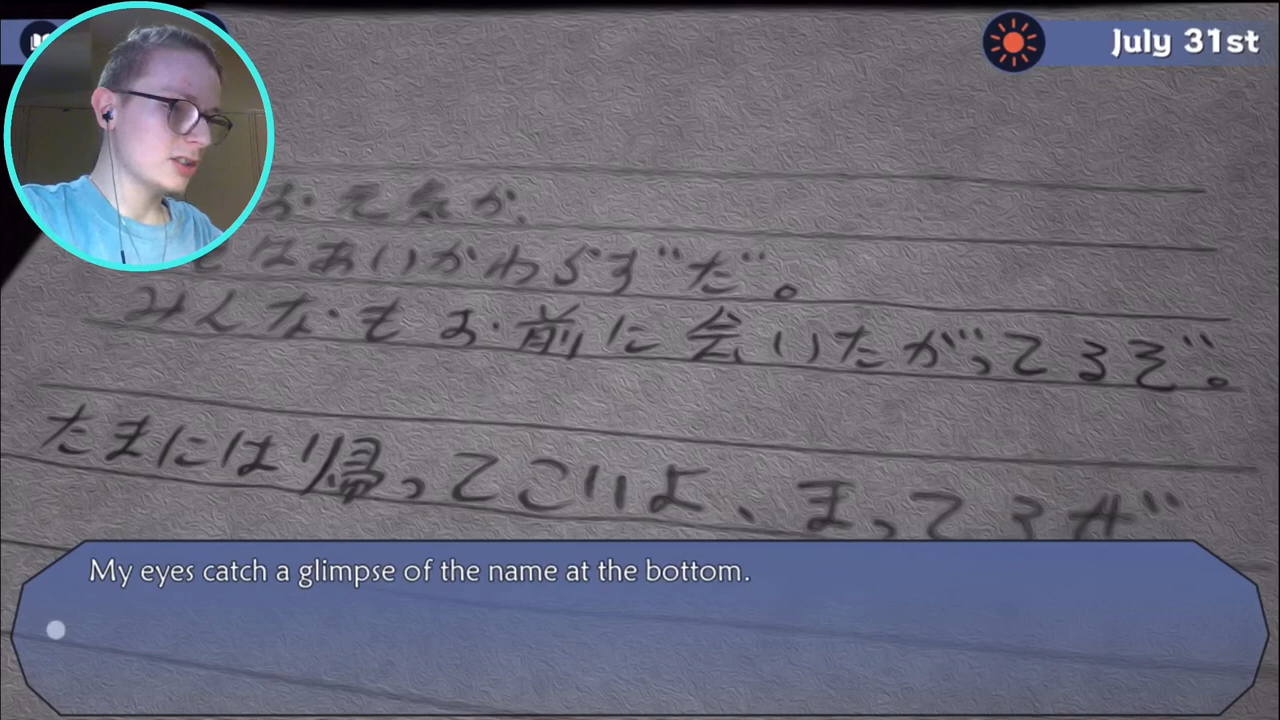 July 31st
お元気か、
はあいかわらずだ。
みんなもお前に会いたがってるぞ。
たまには帰ってこいよ、まってるぜ
My eyes catch a glimpse of the name at the bottom.